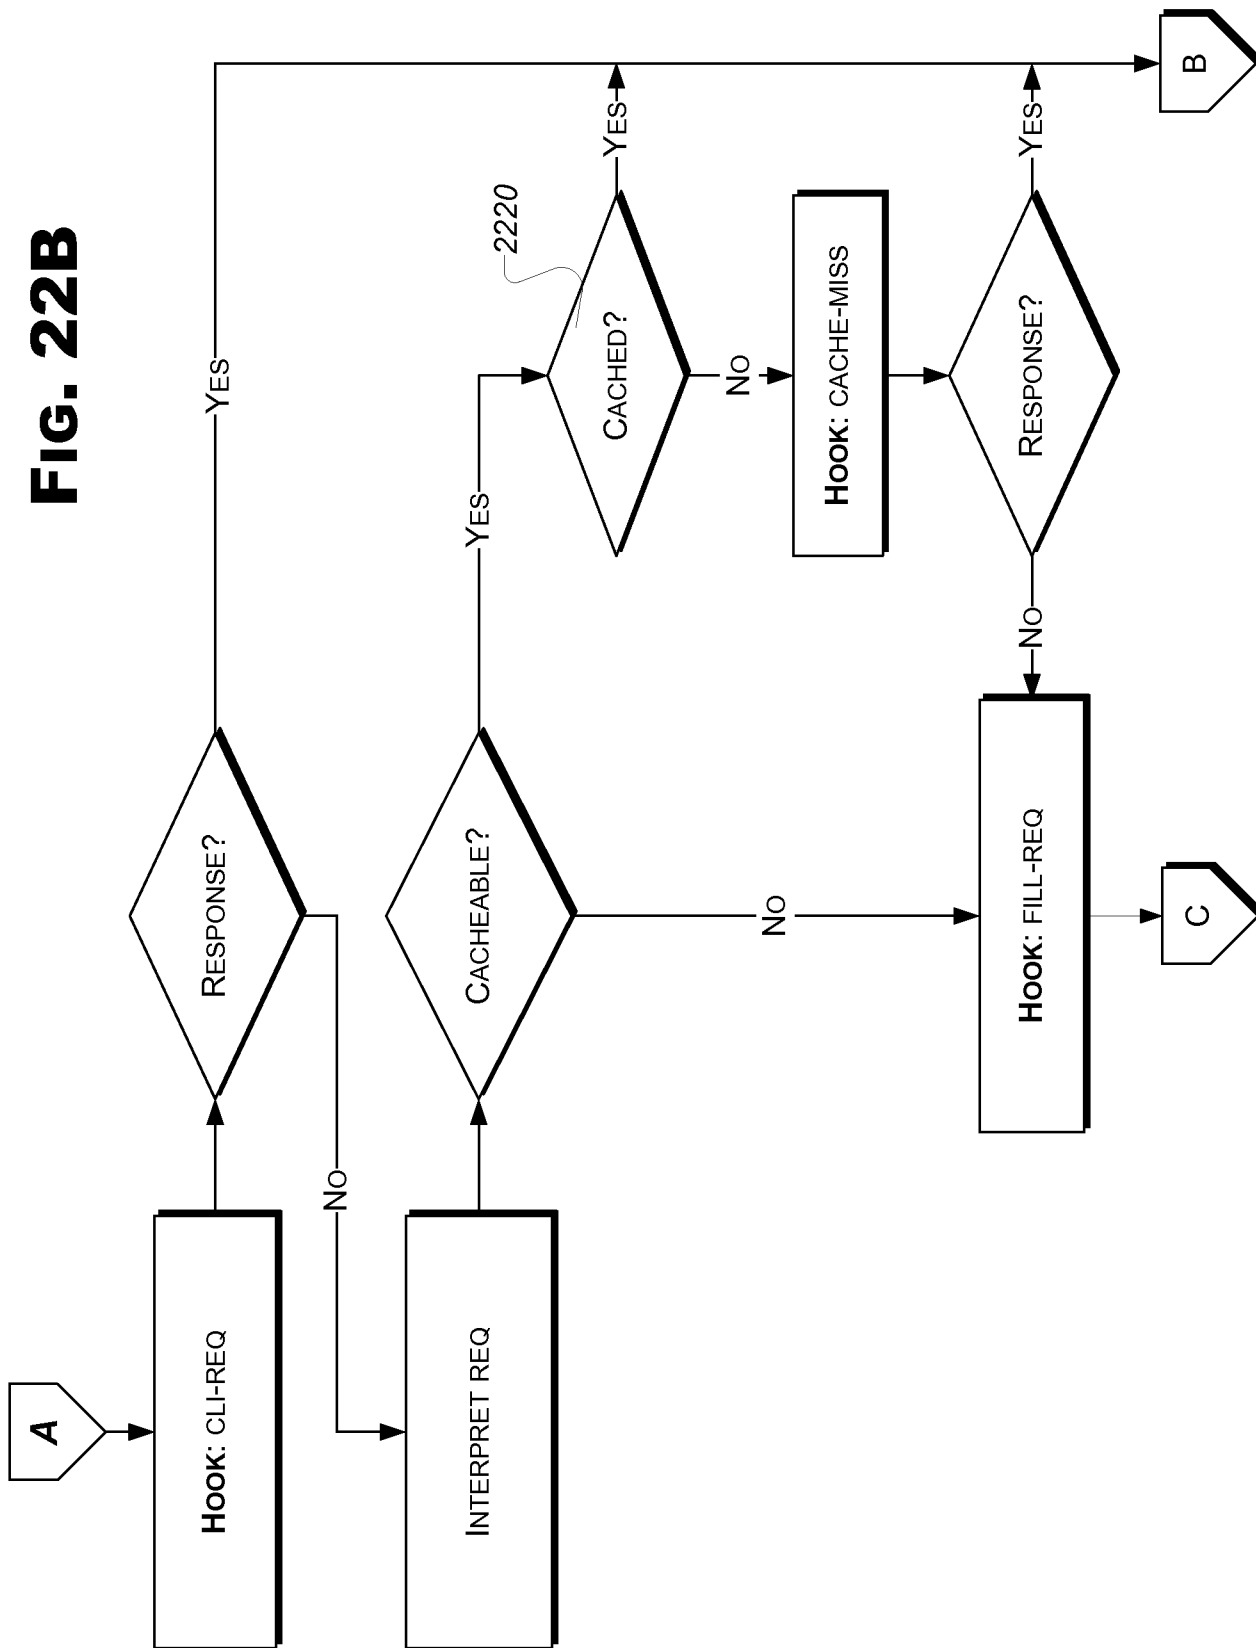 FIG. 22B
A
HOOK: CLI-REQ
RESPONSE?
YES
NO
INTERPRET REQ
CACHEABLE?
YES
2220
CACHED?
YES
NO
HOOK: CACHE-MISS
NO
RESPONSE?
YES
NO
HOOK: FILL-REQ
C
B